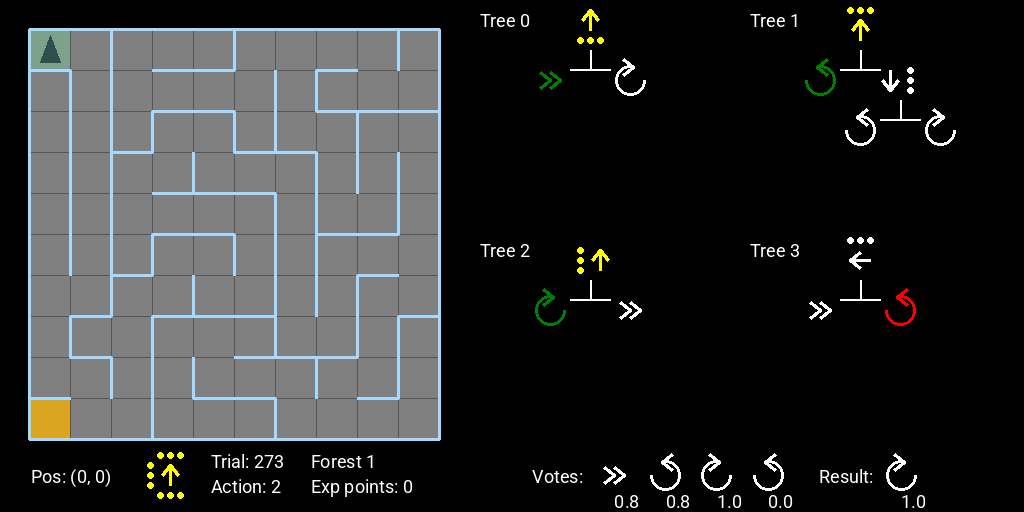 Tree 0
Tree 1
Tree 2
Tree 3
Pos: (0, 0)
Trial: 273
Forest 1
Action: 2
Exp points: 0
Votes:
0.8
0.8
1.0
0.0
Result:
1.0